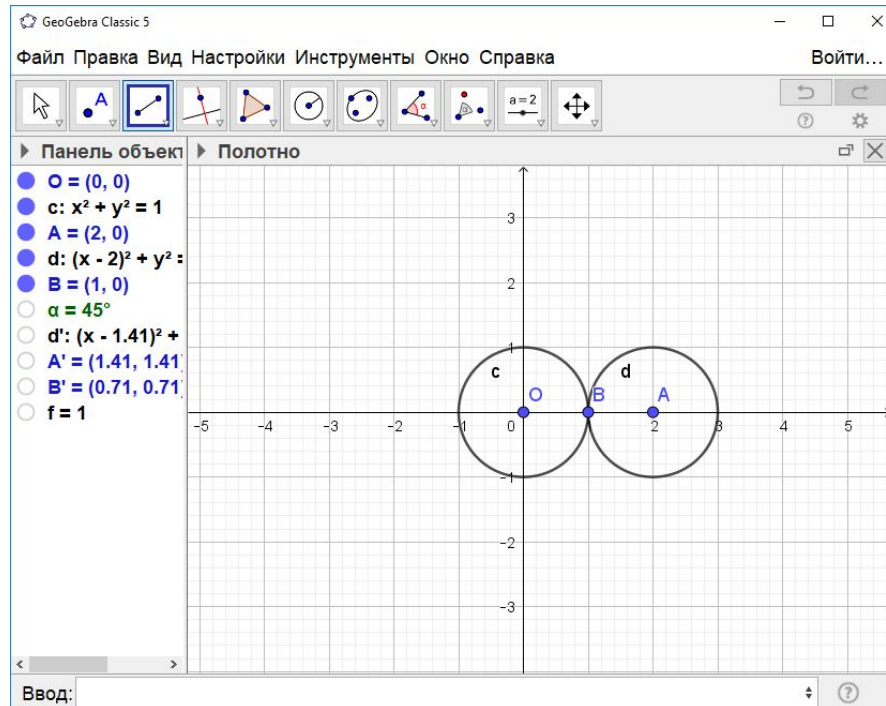 GeoGebra Classic 5
Файл Правка Вид Настройки Инструменты Окно Справка Войти...
A α a = 2
Панель объект Полотно
O = (0, 0)
c: x² + y² = 1
A = (2, 0)
d: (x - 2)² + y² =
B = (1, 0)
α = 45°
d': (x - 1.41)² +
A' = (1.41, 1.41)
B' = (0.71, 0.71)
f = 1
3
2
1
c d
O B A
-5 -4 -3 -2 -1 0 2 3 4 5
-1
-2
-3
Ввод: